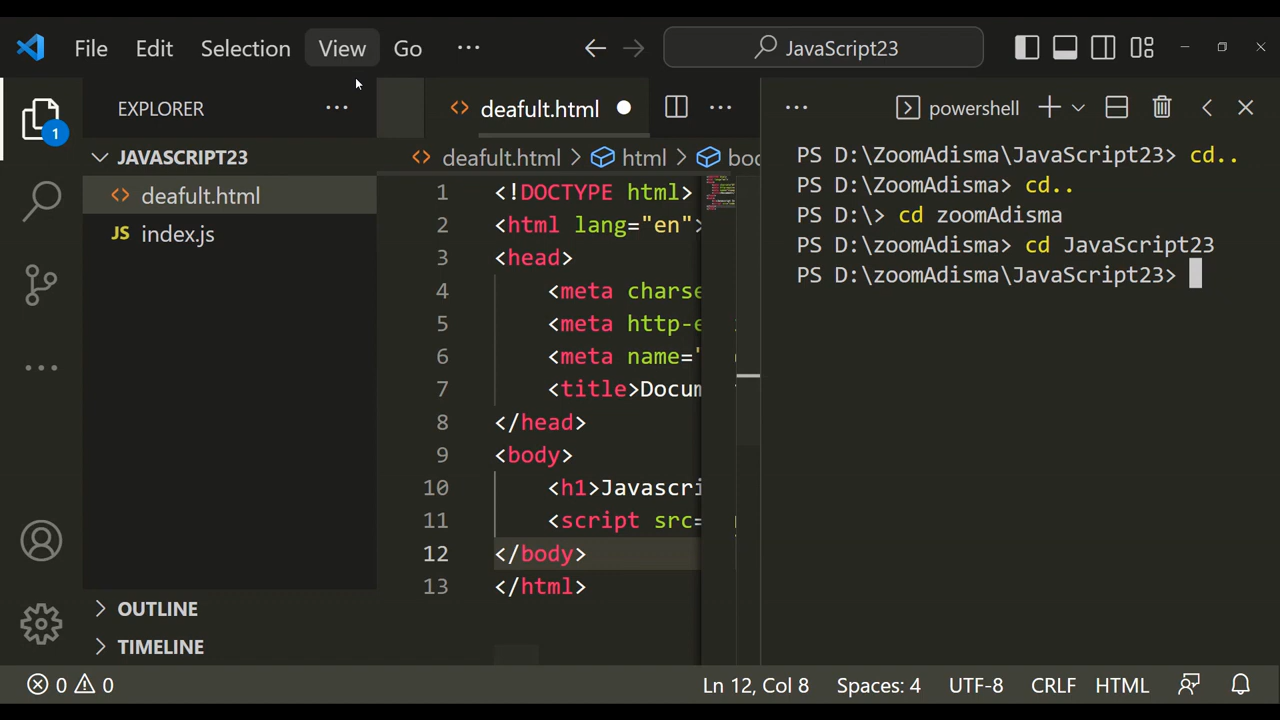 File Edit Selection View Go ··· JavaScript23
EXPLORER ···
1
JAVASCRIPT23
deafult.html
JS index.js
OUTLINE
TIMELINE
deafult.html ● ···
deafult.html > html > bod
1 <!DOCTYPE html>
2 <html lang="en">
3 <head>
4 <meta charse
5 <meta http-e
6 <meta name="
7 <title>Docum
8 </head>
9 <body>
10 <h1>Javascri
11 <script src=
12 </body>
13 </html>
··· powershell
PS D:\ZoomAdisma\JavaScript23> cd..
PS D:\ZoomAdisma> cd..
PS D:\> cd zoomAdisma
PS D:\zoomAdisma> cd JavaScript23
PS D:\zoomAdisma\JavaScript23>
0 0 Ln 12, Col 8 Spaces: 4 UTF-8 CRLF HTML